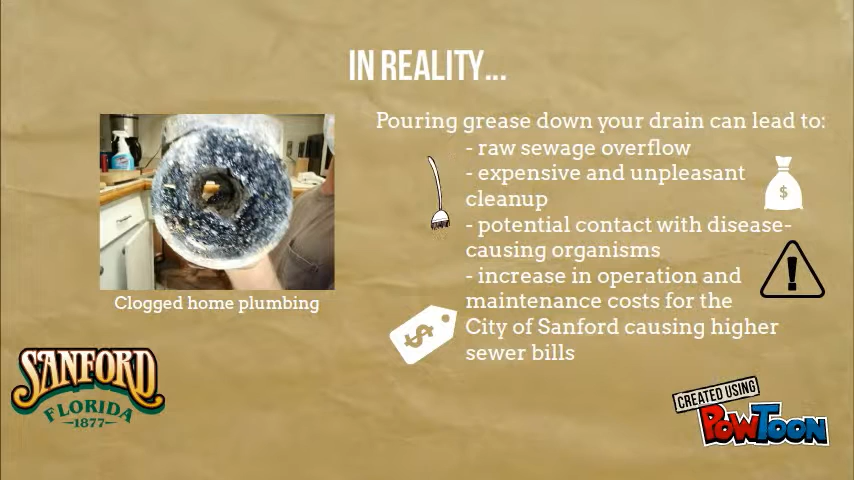 IN REALITY...
Pouring grease down your drain can lead to:
- raw sewage overflow
- expensive and unpleasant
cleanup
- potential contact with disease-
causing organisms
- increase in operation and
maintenance costs for the
City of Sanford causing higher
sewer bills
$
$
!
Clogged home plumbing
SANFORD
FLORIDA
1877
CREATED USING
POWTOON